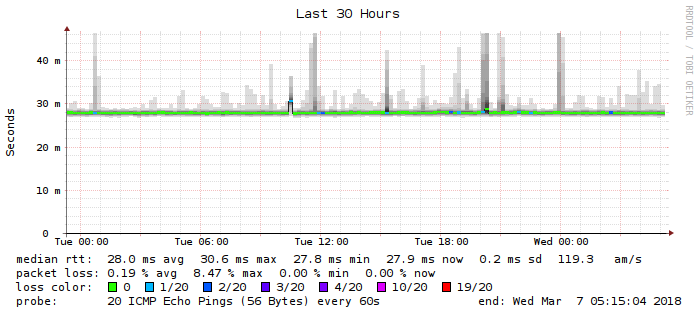 Last 30 Hours
RRDTOOL / TOBI OETIKER
Seconds
40 m
30 m
20 m
10 m
0
Tue 00:00 Tue 06:00 Tue 12:00 Tue 18:00 Wed 00:00
median rtt: 28.0 ms avg 30.6 ms max 27.8 ms min 27.9 ms now 0.2 ms sd 119.3 am/s
packet loss: 0.19 % avg 8.47 % max 0.00 % min 0.00 % now
loss color: 0 1/20 2/20 3/20 4/20 10/20 19/20
probe: 20 ICMP Echo Pings (56 Bytes) every 60s end: Wed Mar 7 05:15:04 2018